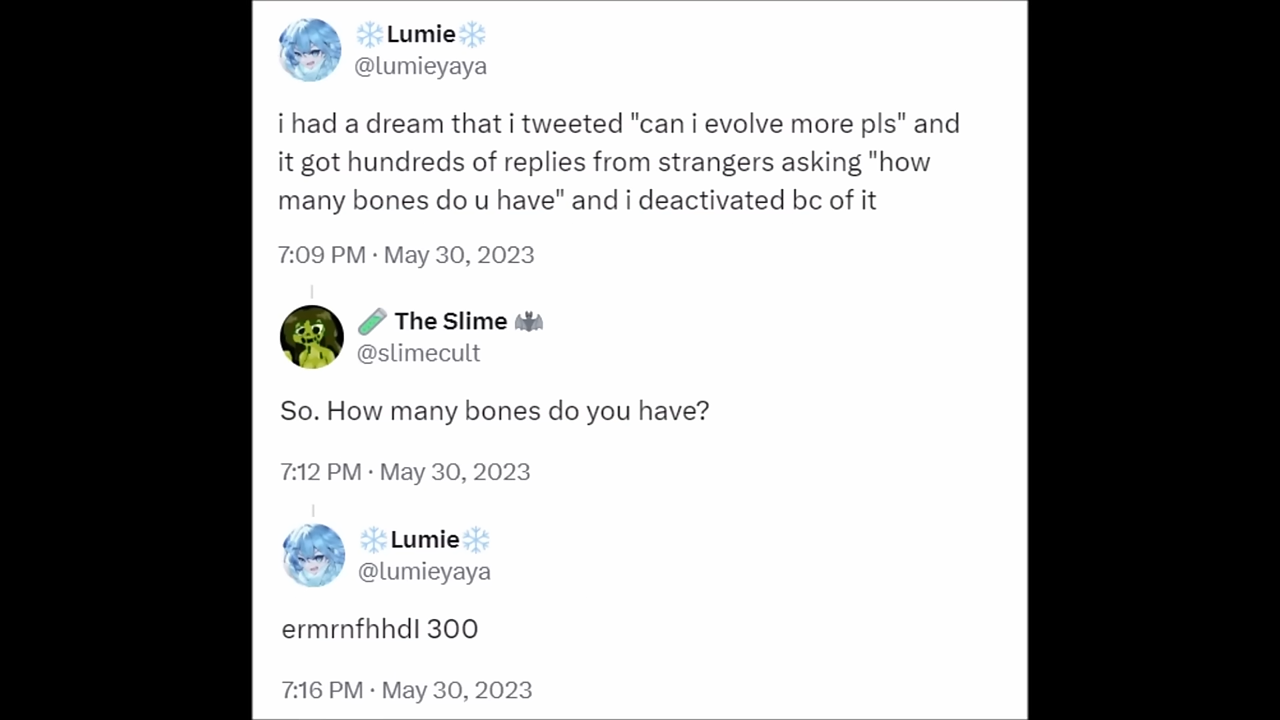 ❄️Lumie❄️
@lumieyaya
i had a dream that i tweeted "can i evolve more pls" and
it got hundreds of replies from strangers asking "how
many bones do u have" and i deactivated bc of it
7:09 PM · May 30, 2023
🧪 The Slime 🦇
@slimecult
So. How many bones do you have?
7:12 PM · May 30, 2023
❄️Lumie❄️
@lumieyaya
ermrnfhhdl 300
7:16 PM · May 30, 2023